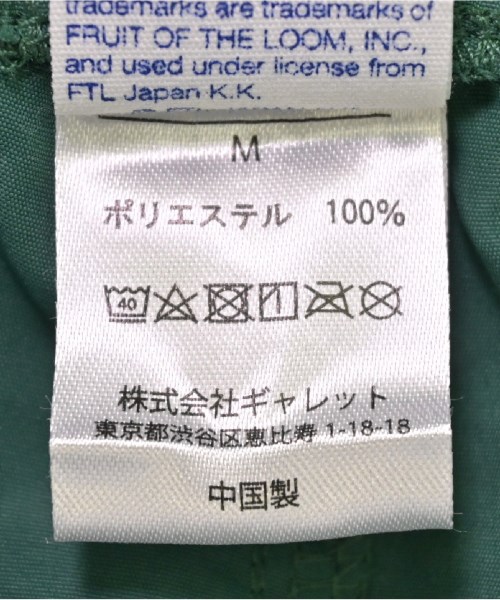 trademarks are trademarks of
FRUIT OF THE LOOM, INC.,
and used under license from
FTL Japan K.K.
M
ポリエステル 100%
40
株式会社ギャレット
東京都渋谷区恵比寿 1-18-18
中国製